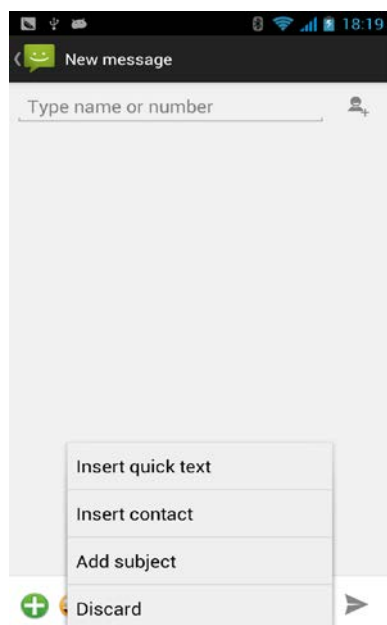 18:19
New message
Type name or number
Insert quick text
Insert contact
Add subject
Discard